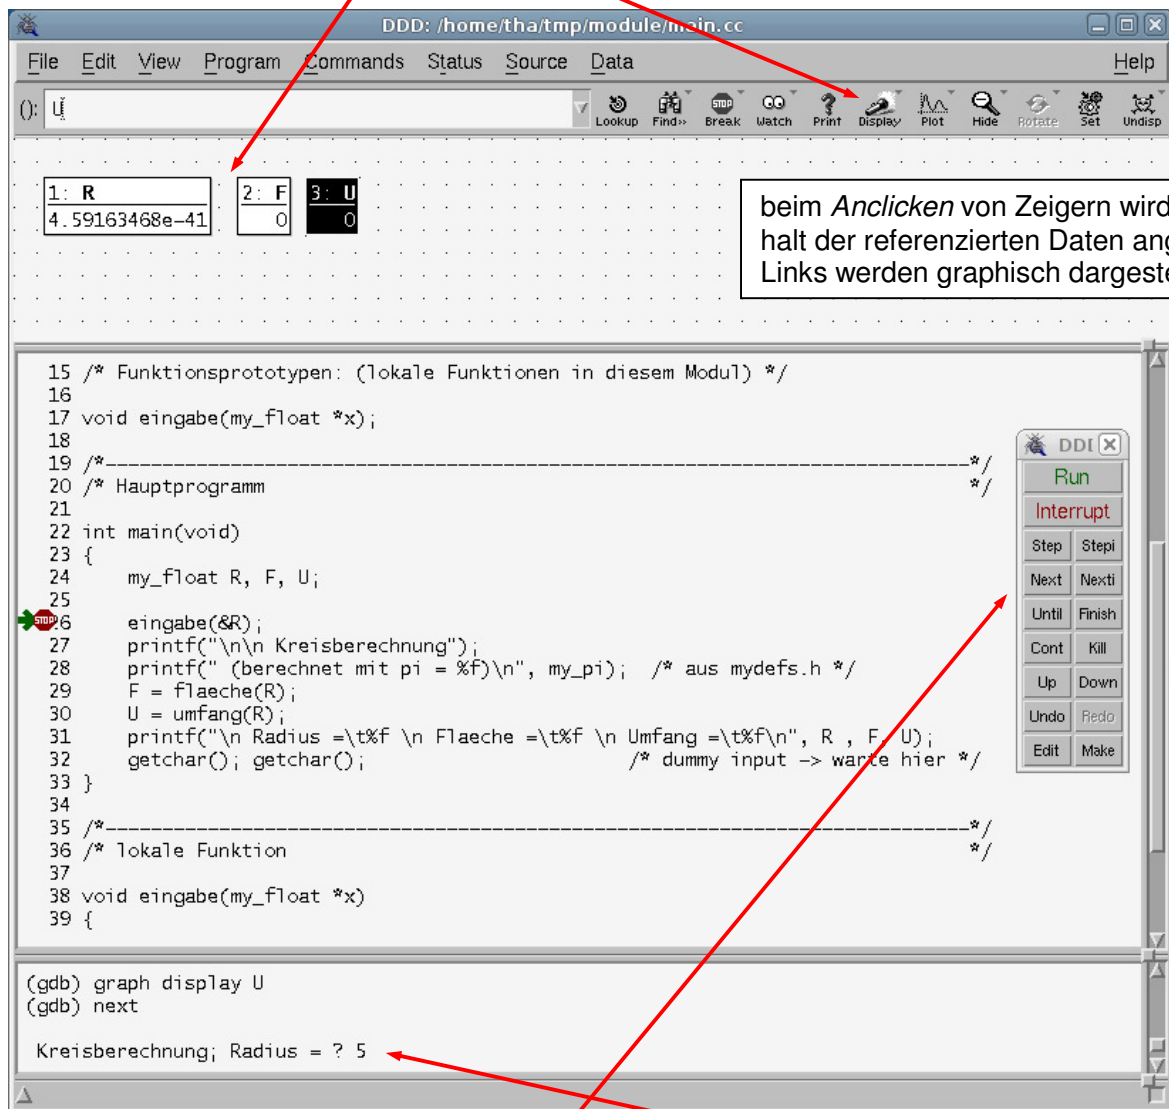 DDD: /home/tha/tmp/module/main.cc
File Edit View Program Commands Status Source Data Help
(): U
Lookup Find>> Break Watch Print Display Plot Hide Rotate Set Undisp
1: R 2: F 3: U
4.59163468e-41 0 0
beim Anclicken von Zeigern wird
halt der referenzierten Daten ang
Links werden graphisch dargeste
15 /* Funktionsprototypen: (lokale Funktionen in diesem Modul) */
16
17 void eingabe(my_float *x);
18
19 /*---------------------------------------------------------------------------*/
20 /* Hauptprogramm */
21
22 int main(void)
23 {
24 my_float R, F, U;
25
STOP 26 eingabe(&R);
27 printf("\n\n Kreisberechnung");
28 printf(" (berechnet mit pi = %f)\n", my_pi); /* aus mydefs.h */
29 F = flaeche(R);
30 U = umfang(R);
31 printf("\n Radius =\t%f \n Flaeche =\t%f \n Umfang =\t%f\n", R , F, U);
32 getchar(); getchar(); /* dummy input -> warte hier */
33 }
34
35 /*---------------------------------------------------------------------------*/
36 /* lokale Funktion */
37
38 void eingabe(my_float *x)
39 {
DDD
Run
Interrupt
Step Stepi
Next Nexti
Until Finish
Cont Kill
Up Down
Undo Redo
Edit Make
(gdb) graph display U
(gdb) next
Kreisberechnung; Radius = ? 5